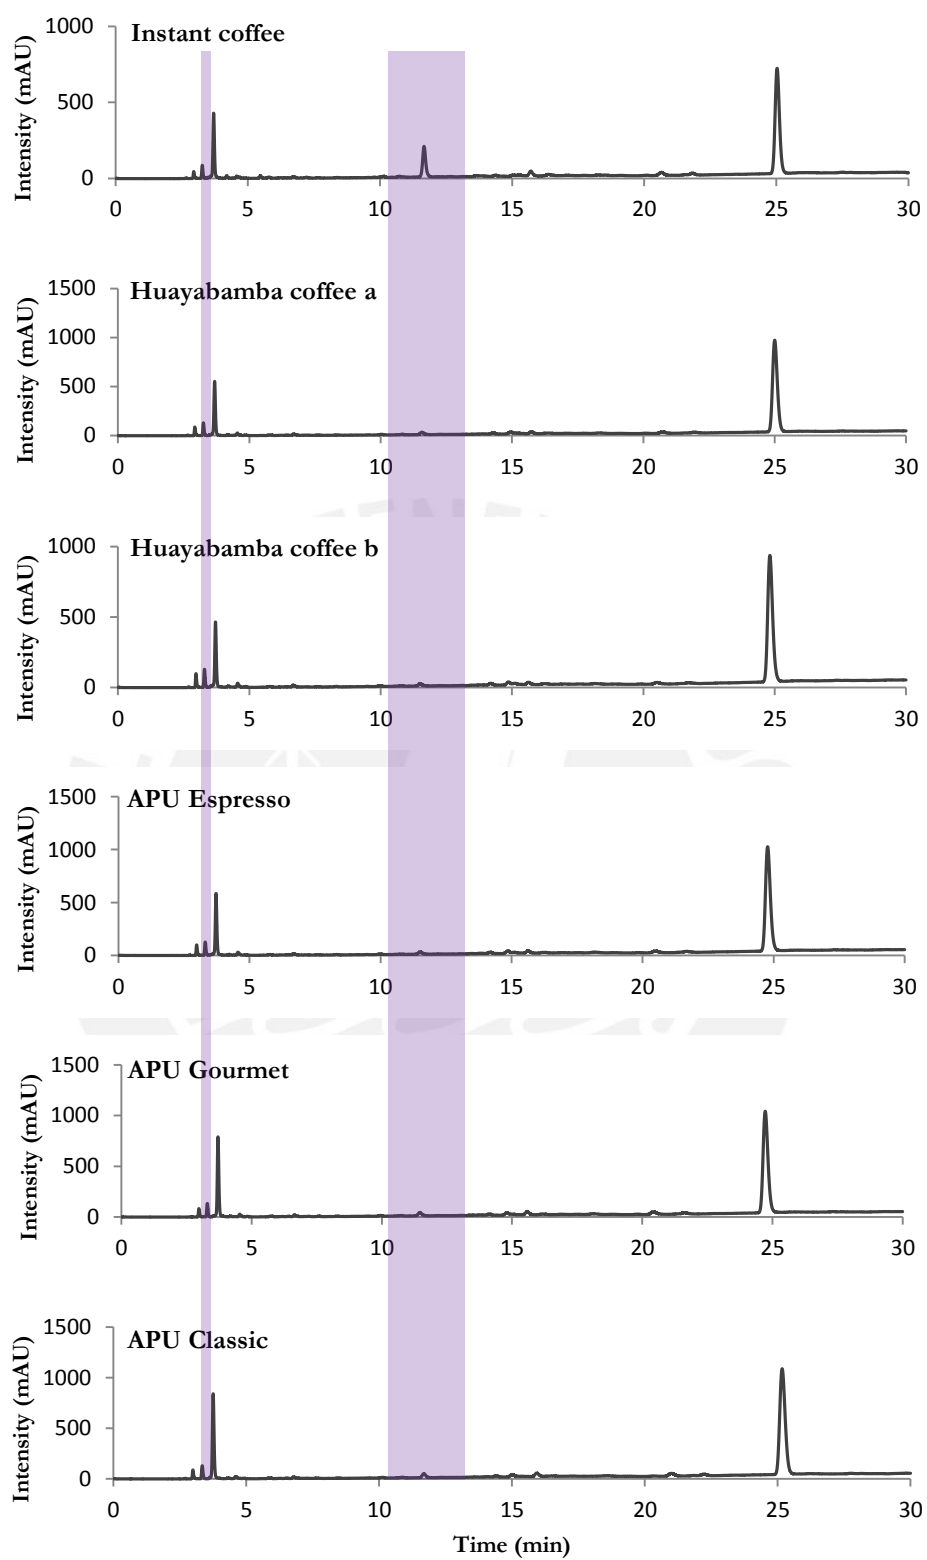 Instant coffee
Intensity (mAU)
1000
500
0
0 5 10 15 20 25 30
Huayabamba coffee a
Intensity (mAU)
1500
1000
500
0
0 5 10 15 20 25 30
Huayabamba coffee b
Intensity (mAU)
1000
500
0
0 5 10 15 20 25 30
APU Espresso
Intensity (mAU)
1500
1000
500
0
0 5 10 15 20 25 30
APU Gourmet
Intensity (mAU)
1500
1000
500
0
0 5 10 15 20 25 30
APU Classic
Intensity (mAU)
1500
1000
500
0
0 5 10 15 20 25 30
Time (min)